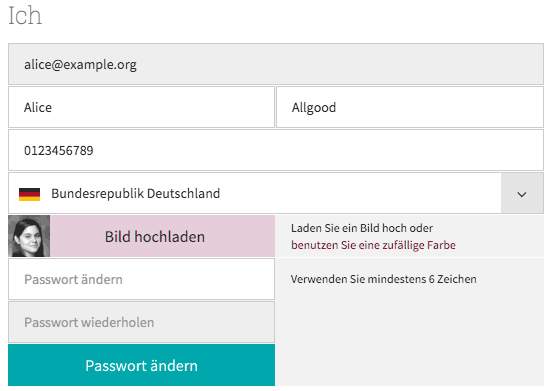 Ich
alice@example.org
Alice
Allgood
0123456789
Bundesrepublik Deutschland
Bild hochladen
Laden Sie ein Bild hoch oder
benutzen Sie eine zufällige Farbe
Passwort ändern
Verwenden Sie mindestens 6 Zeichen
Passwort wiederholen
Passwort ändern